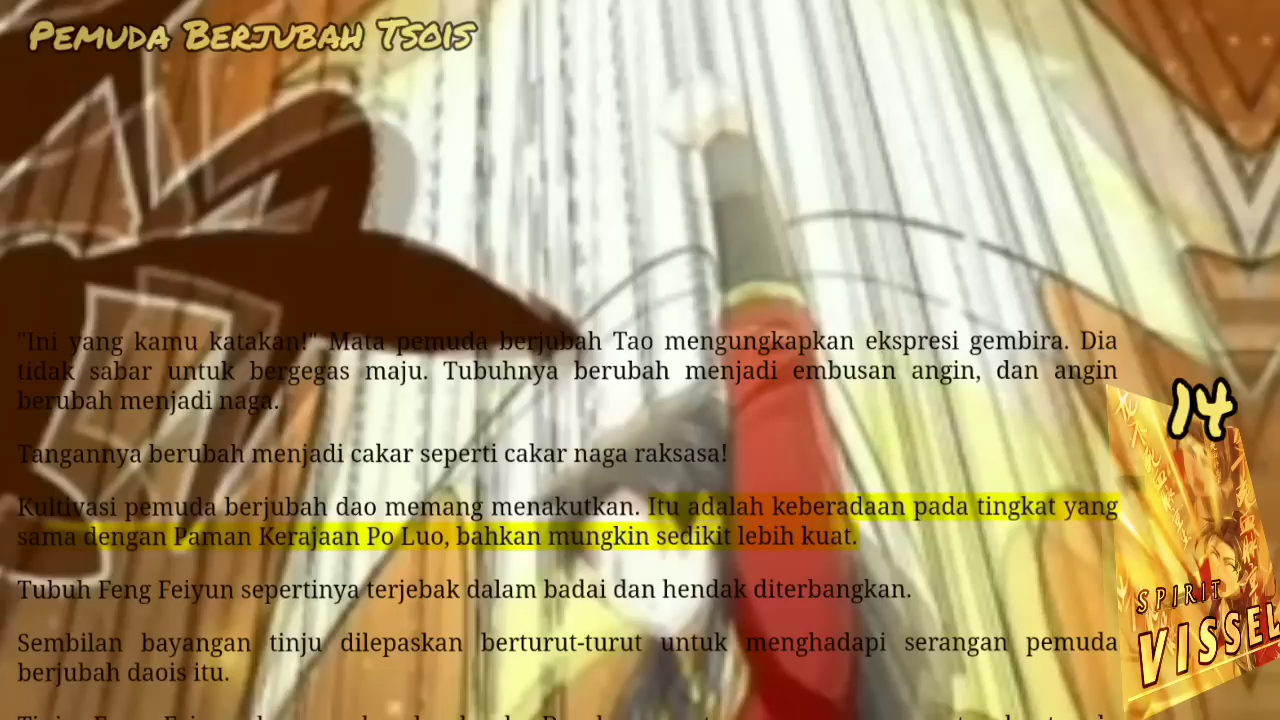 Pemuda Berjubah Tsois
"Ini yang kamu katakan!" Mata pemuda berjubah Tao mengungkapkan ekspresi gembira. Dia
tidak sabar untuk bergegas maju. Tubuhnya berubah menjadi embusan angin, dan angin
berubah menjadi naga.
Tangannya berubah menjadi cakar seperti cakar naga raksasa!
Kultivasi pemuda berjubah dao memang menakutkan. Itu adalah keberadaan pada tingkat yang
sama dengan Paman Kerajaan Po Luo, bahkan mungkin sedikit lebih kuat.
Tubuh Feng Feiyun sepertinya terjebak dalam badai dan hendak diterbangkan.
Sembilan bayangan tinju dilepaskan berturut-turut untuk menghadapi serangan pemuda
berjubah daois itu.
14
SPIRIT
VISSEL